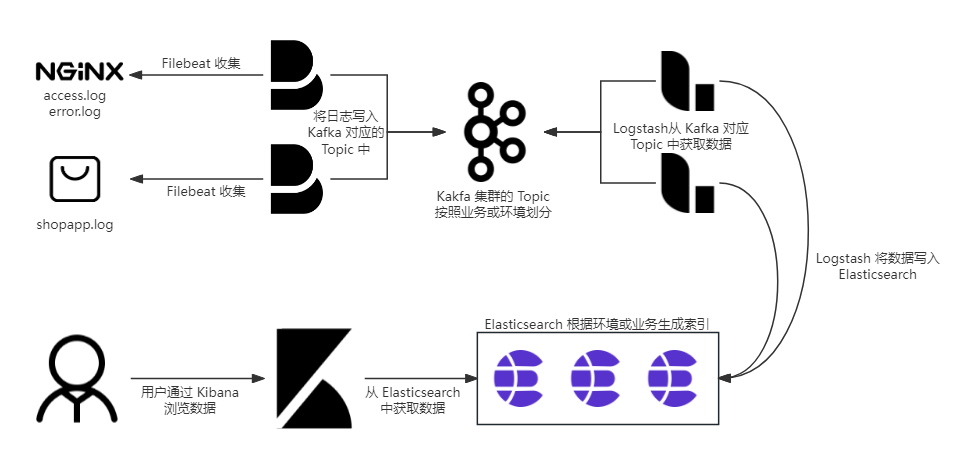 NGINX
access.log
error.log
Filebeat 收集
将日志写入
Kafka 对应的
Topic 中
Logstash从 Kafka 对应
Topic 中获取数据
shopapp.log
Filebeat 收集
Kakfa 集群的 Topic
按照业务或环境划分
Logstash 将数据写入
Elasticsearch
用户通过 Kibana
浏览数据
从 Elasticsearch
中获取数据
Elasticsearch 根据环境或业务生成索引